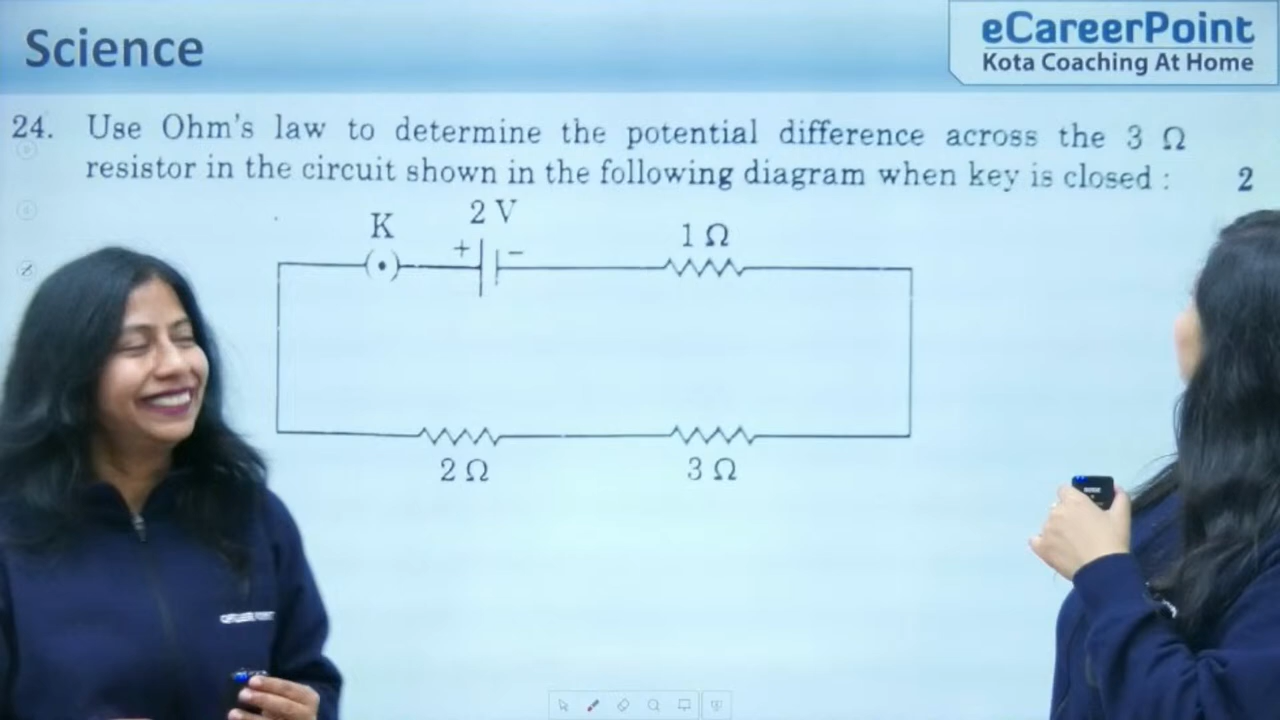 Science
eCareerPoint
Kota Coaching At Home
24. Use Ohm's law to determine the potential difference across the 3 Ω
resistor in the circuit shown in the following diagram when key is closed : 2
K
2 V
+
−
1 Ω
2 Ω
3 Ω